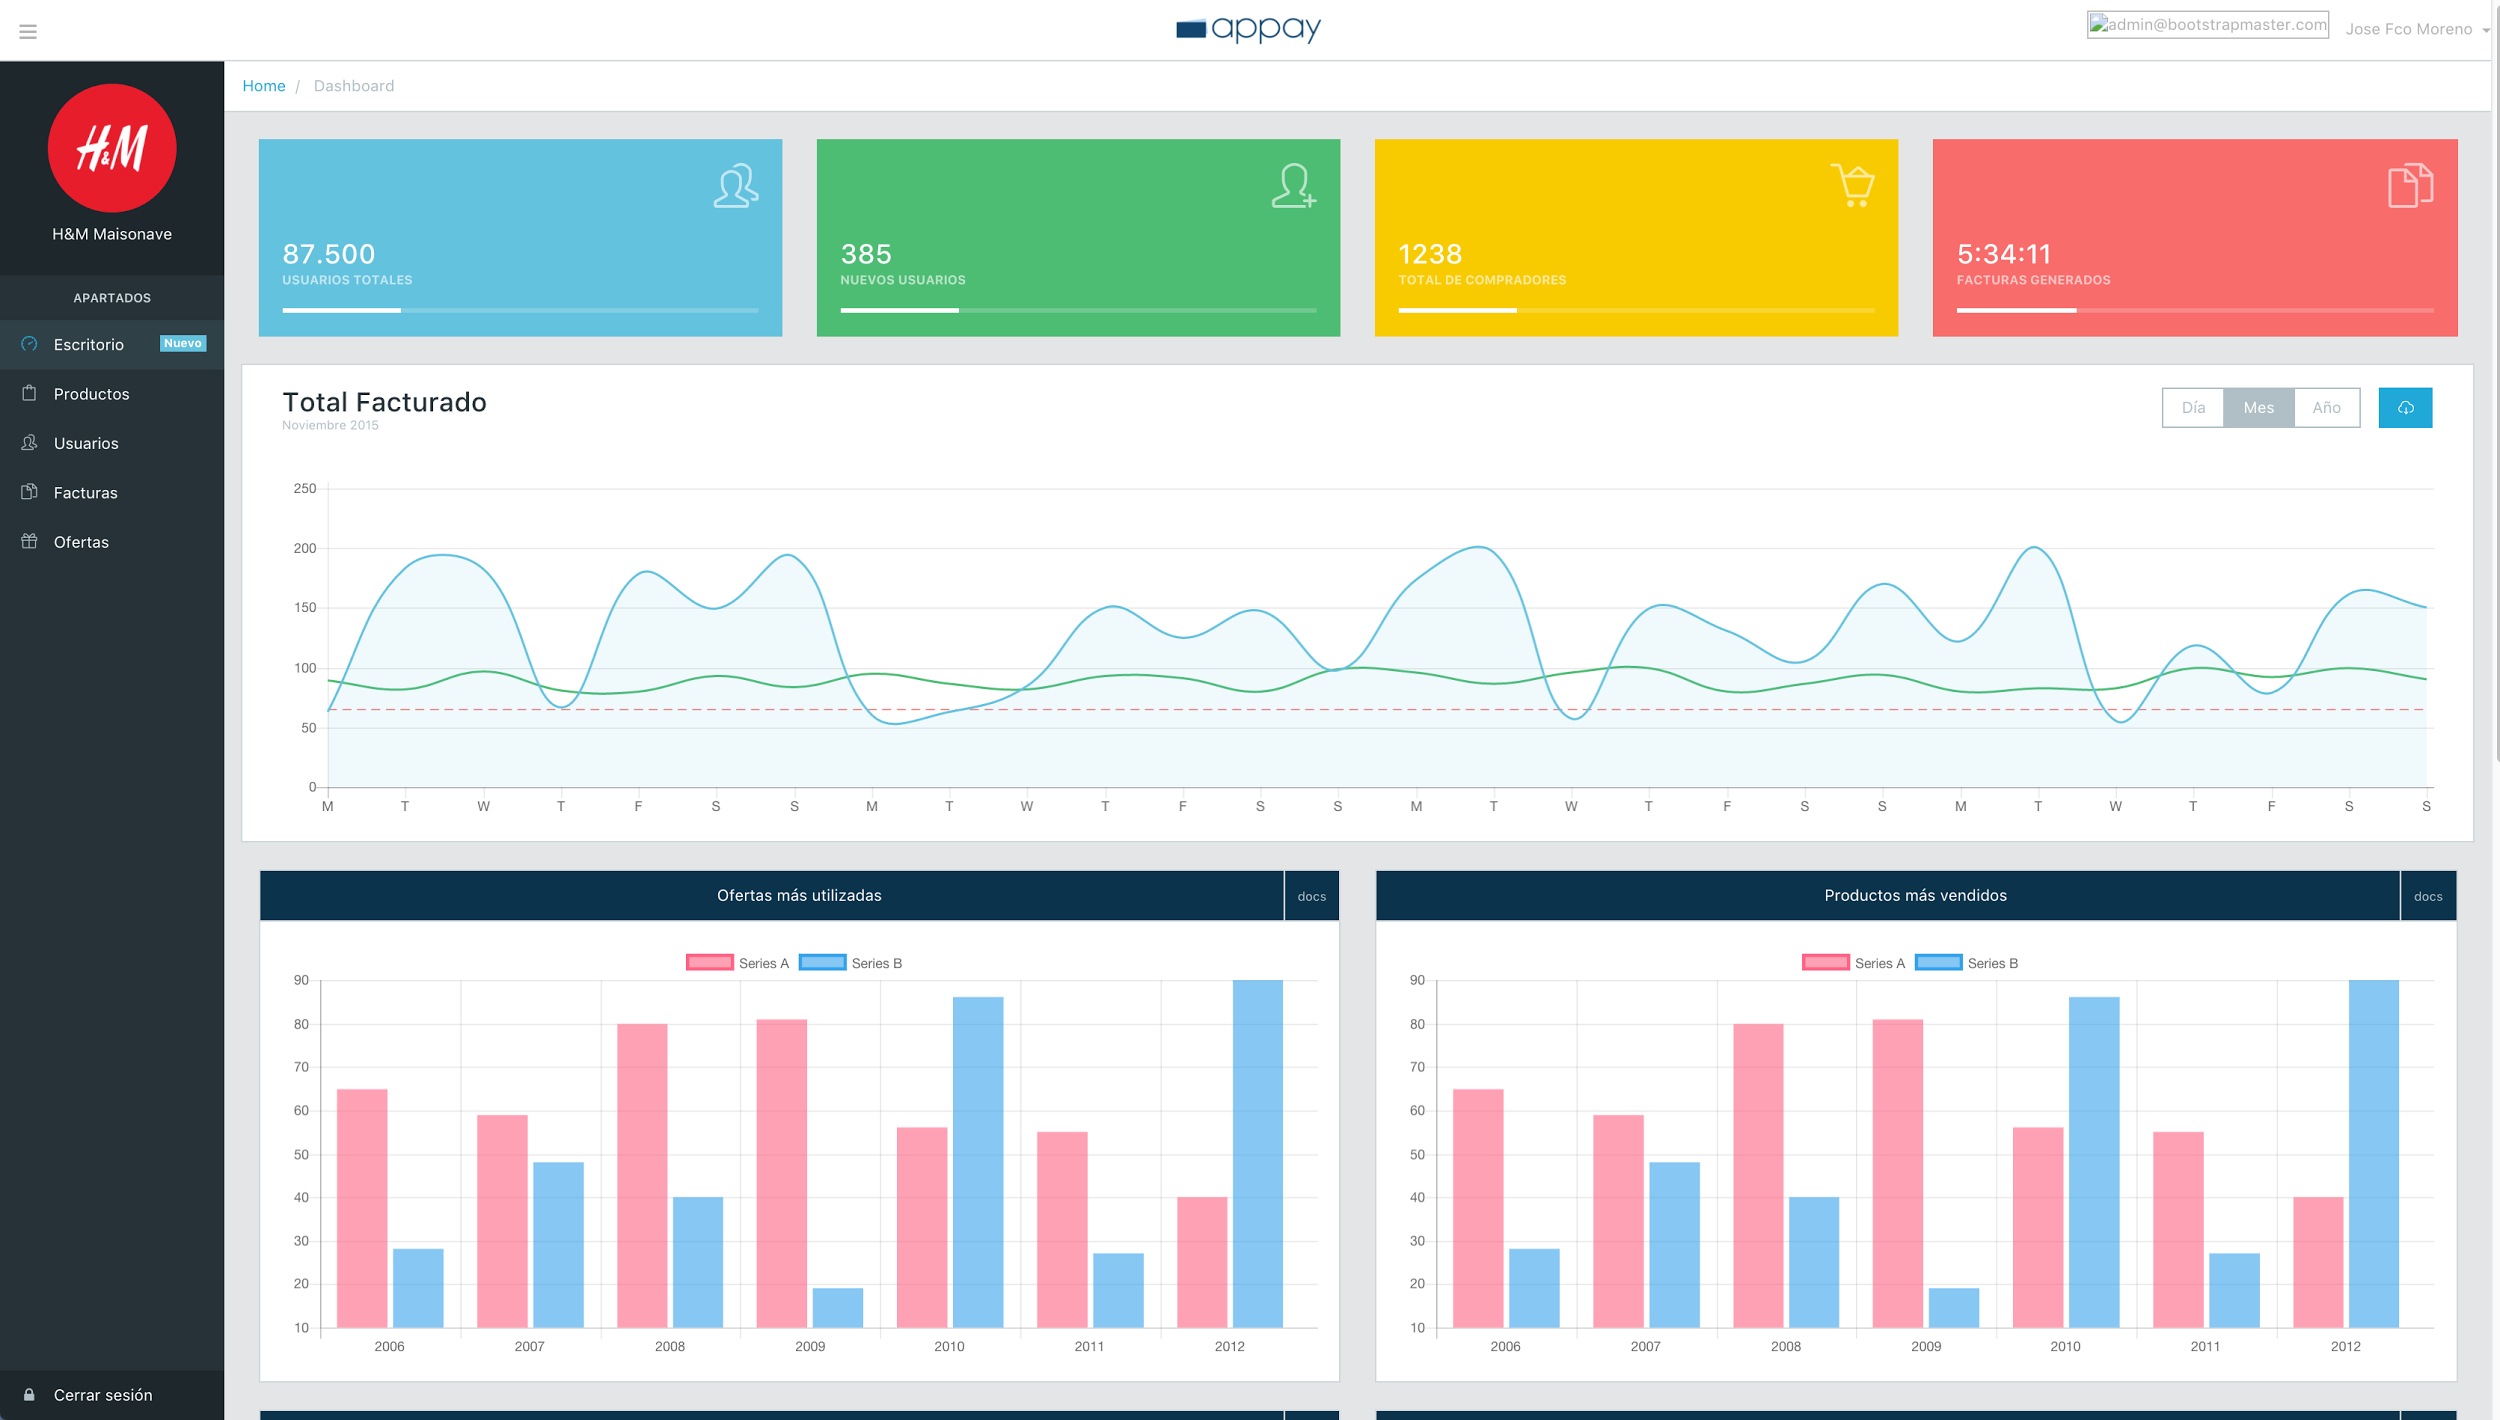 appay
admin@bootstrapmaster.com
Jose Fco Moreno
Home / Dashboard
H&M
H&M Maisonave
APARTADOS
Escritorio Nuevo
Productos
Usuarios
Facturas
Ofertas
Cerrar sesión
87.500
USUARIOS TOTALES
385
NUEVOS USUARIOS
1238
TOTAL DE COMPRADORES
5:34:11
FACTURAS GENERADOS
Total Facturado
Noviembre 2015
Día Mes Año
250
200
150
100
50
0
M T W T F S S M T W T F S S M T W T F S S M T W T F S S
Ofertas más utilizadas docs
Series A Series B
90
80
70
60
50
40
30
20
10
2006 2007 2008 2009 2010 2011 2012
Productos más vendidos docs
Series A Series B
90
80
70
60
50
40
30
20
10
2006 2007 2008 2009 2010 2011 2012